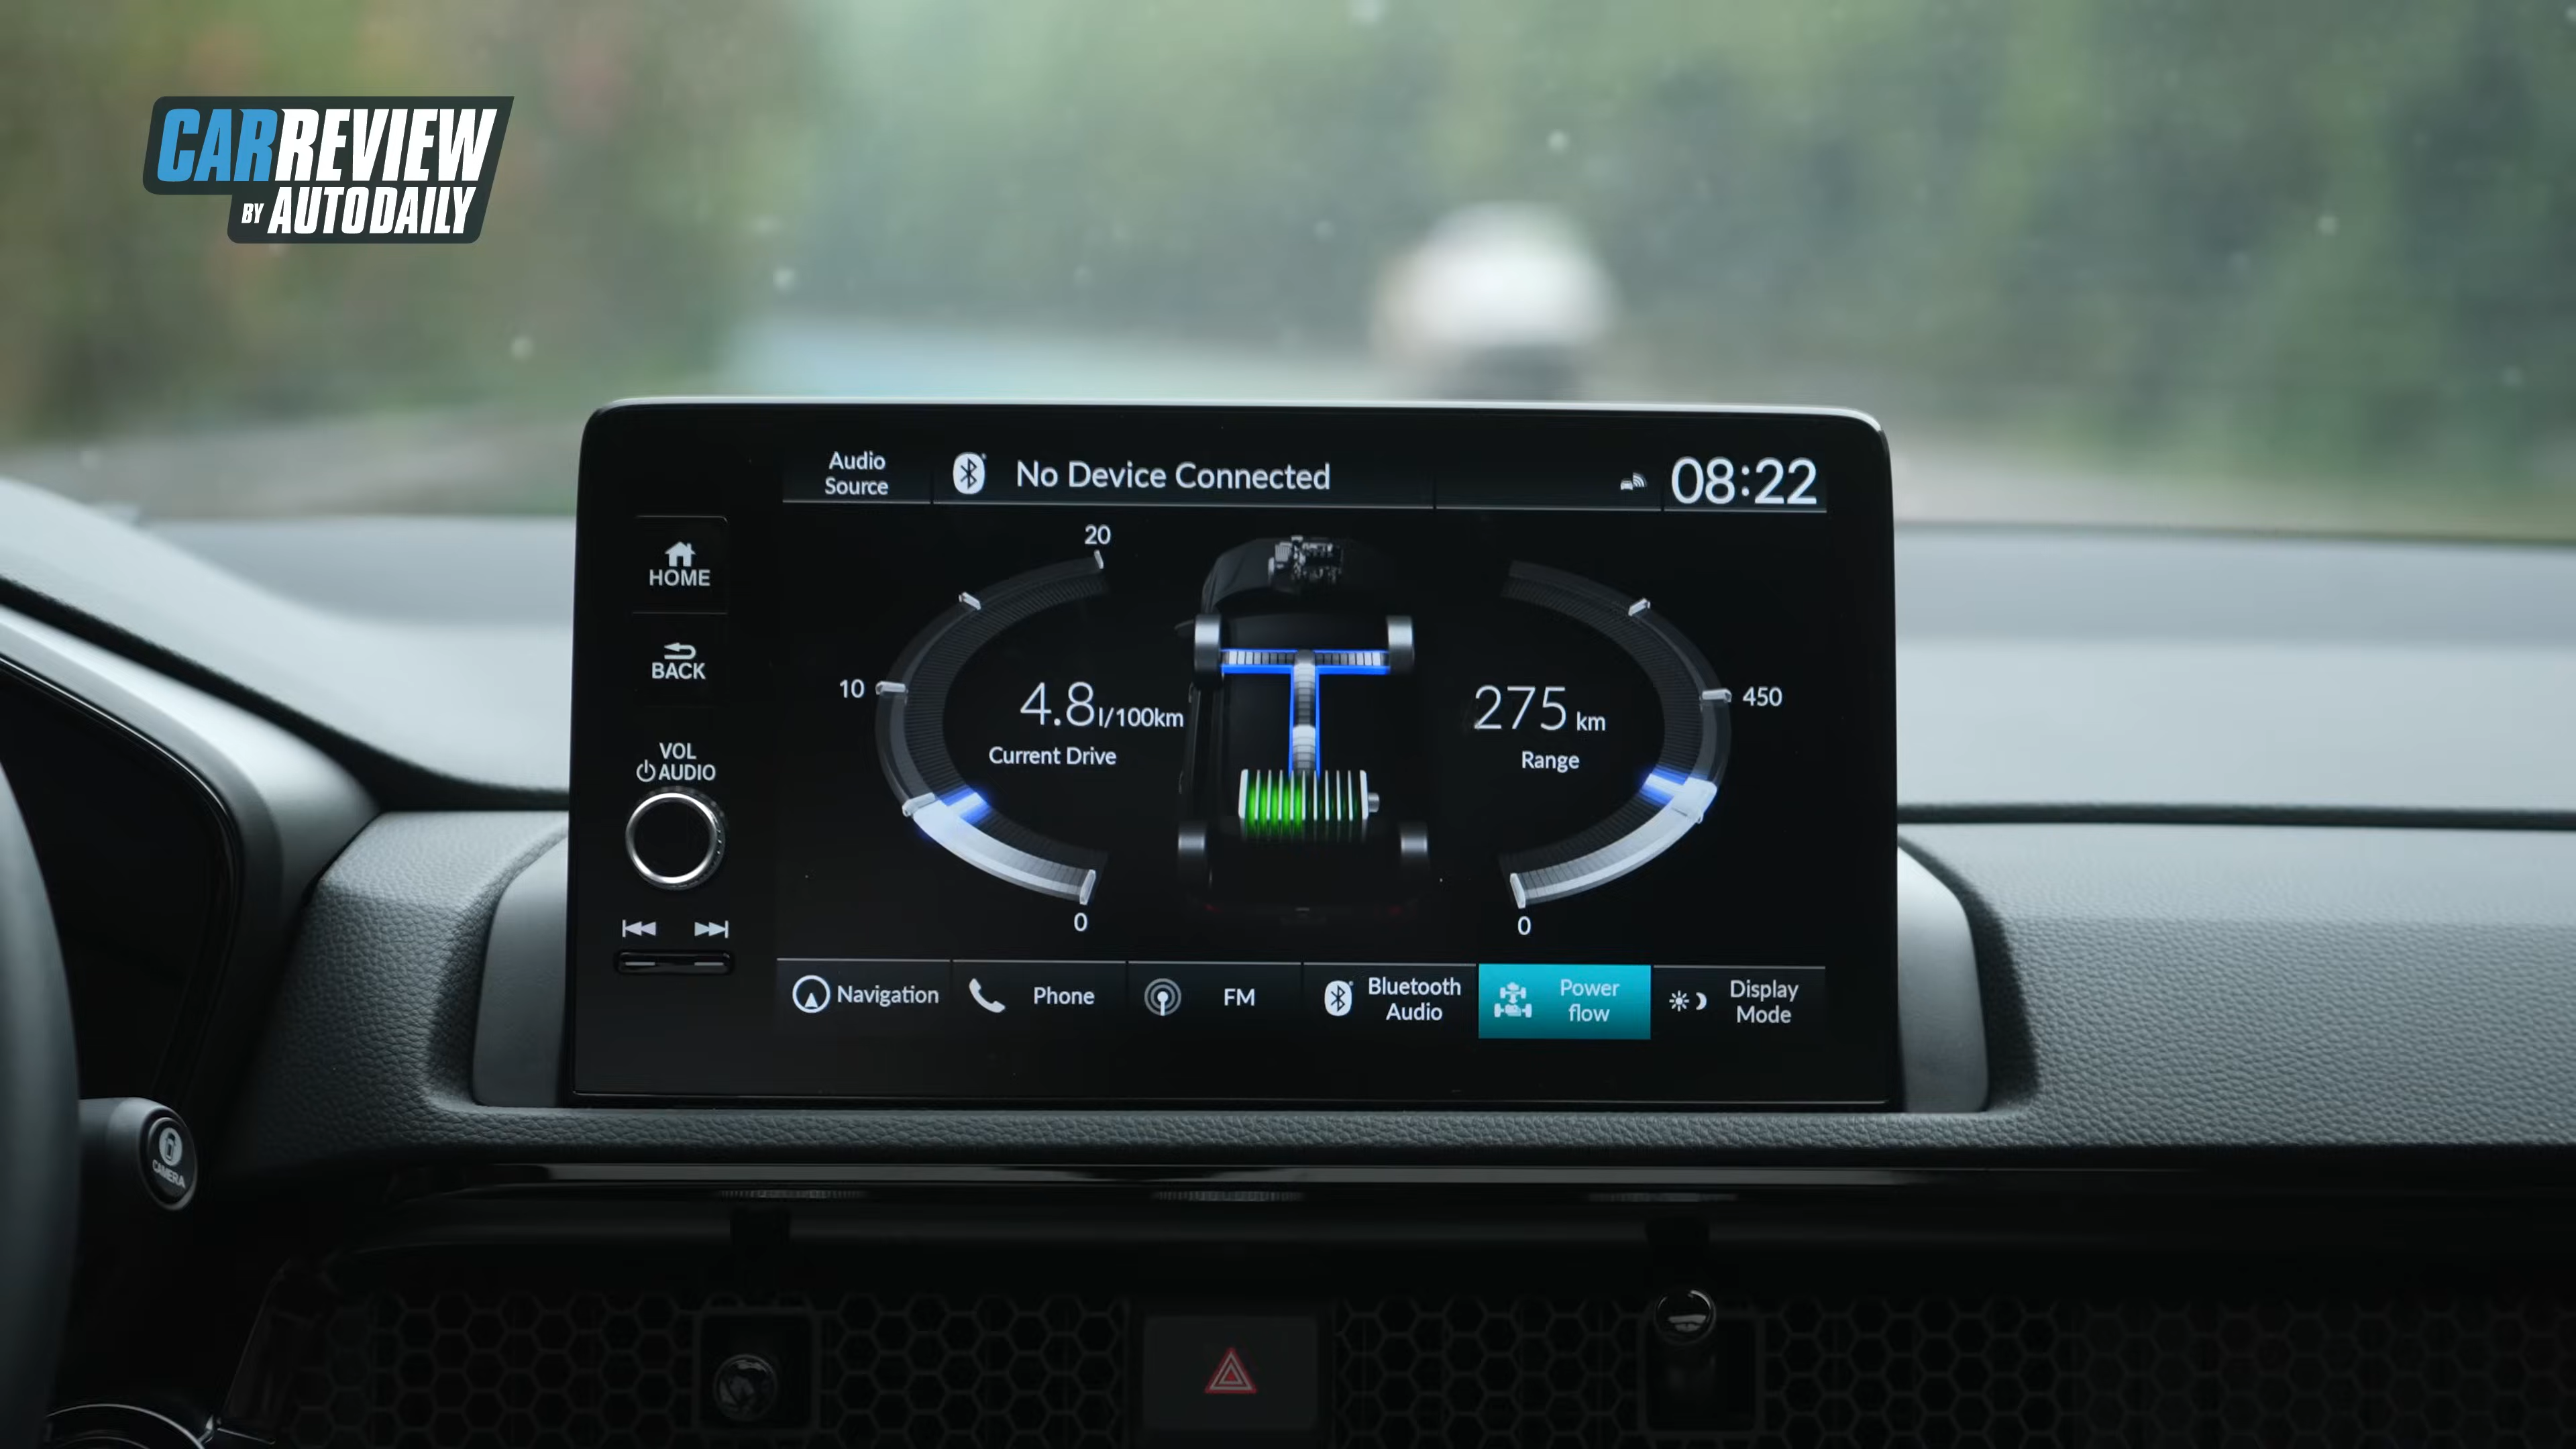 CARREVIEW
BY AUTODAILY
Audio
Source
No Device Connected
08:22
HOME
BACK
VOL
AUDIO
20
10
0
4.8 l/100km
Current Drive
275 km
Range
450
0
Navigation
Phone
FM
Bluetooth
Audio
Power
flow
Display
Mode
CAMERA